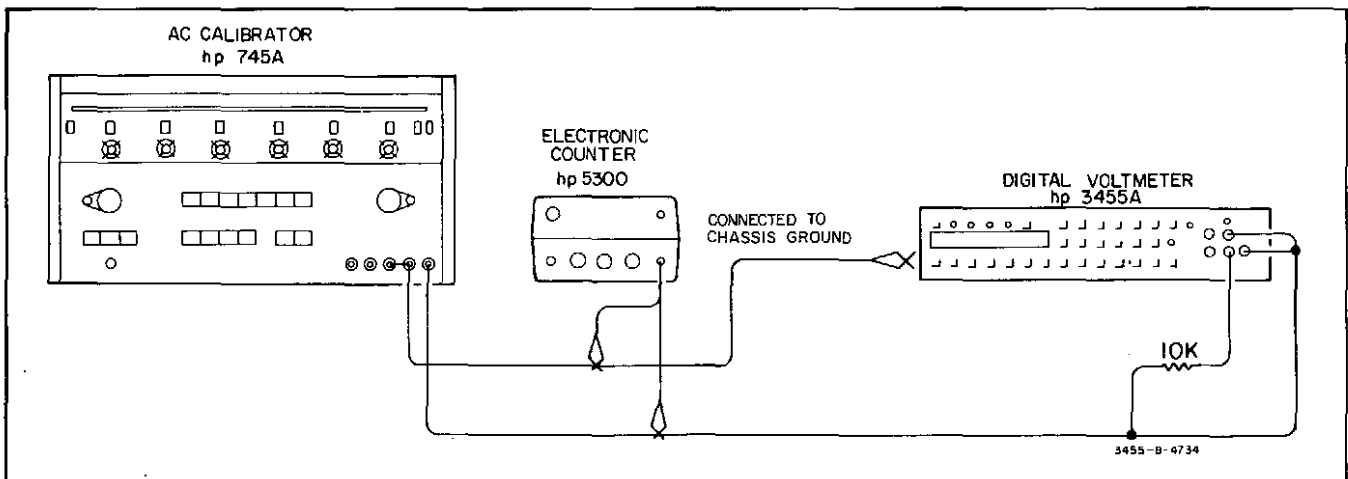 AC CALIBRATOR
hp 745A
ELECTRONIC
COUNTER
hp 5300
CONNECTED TO
CHASSIS GROUND
DIGITAL VOLTMETER
hp 3455A
10K
3455-B-4734